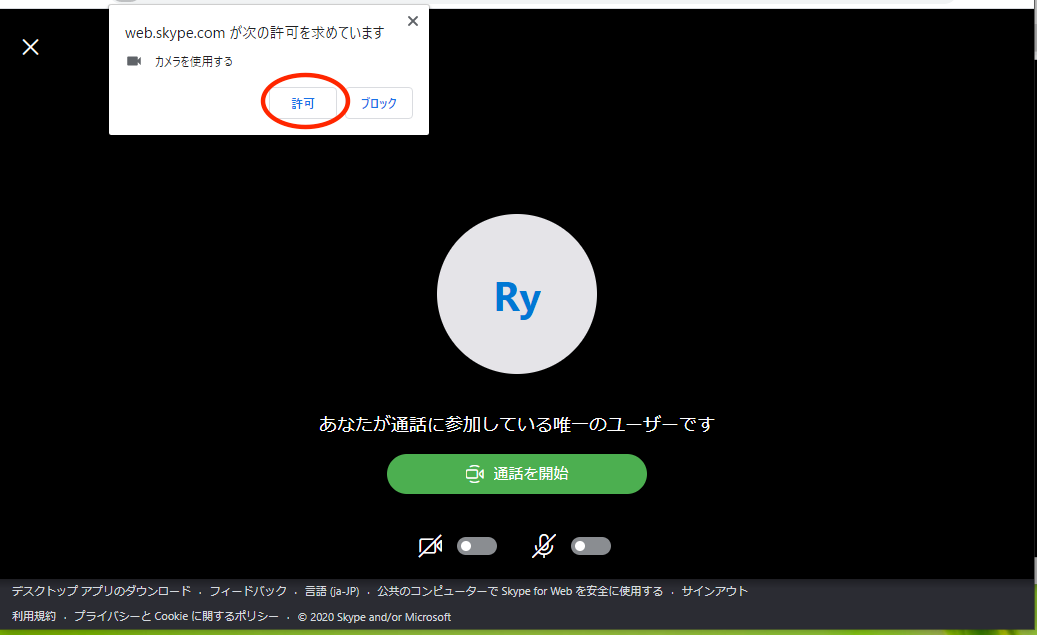 web.skype.com が次の許可を求めています
カメラを使用する
許可 ブロック
Ry
あなたが通話に参加している唯一のユーザーです
通話を開始
デスクトップ アプリのダウンロード · フィードバック · 言語 (ja-JP) · 公共のコンピューターで Skype for Web を安全に使用する · サインアウト
利用規約 · プライバシーと Cookie に関するポリシー · © 2020 Skype and/or Microsoft